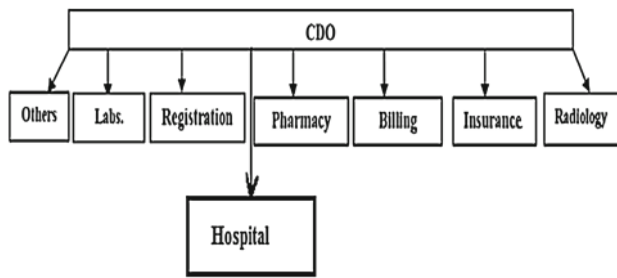 CDO
Others
Labs.
Registration
Pharmacy
Billing
Insurance
Radiology
Hospital